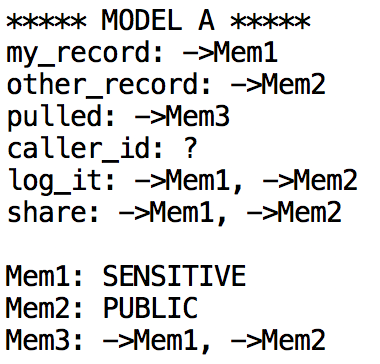 ***** MODEL A *****
my_record: ->Mem1
other_record: ->Mem2
pulled: ->Mem3
caller_id: ?
log_it: ->Mem1, ->Mem2
share: ->Mem1, ->Mem2

Mem1: SENSITIVE
Mem2: PUBLIC
Mem3: ->Mem1, ->Mem2